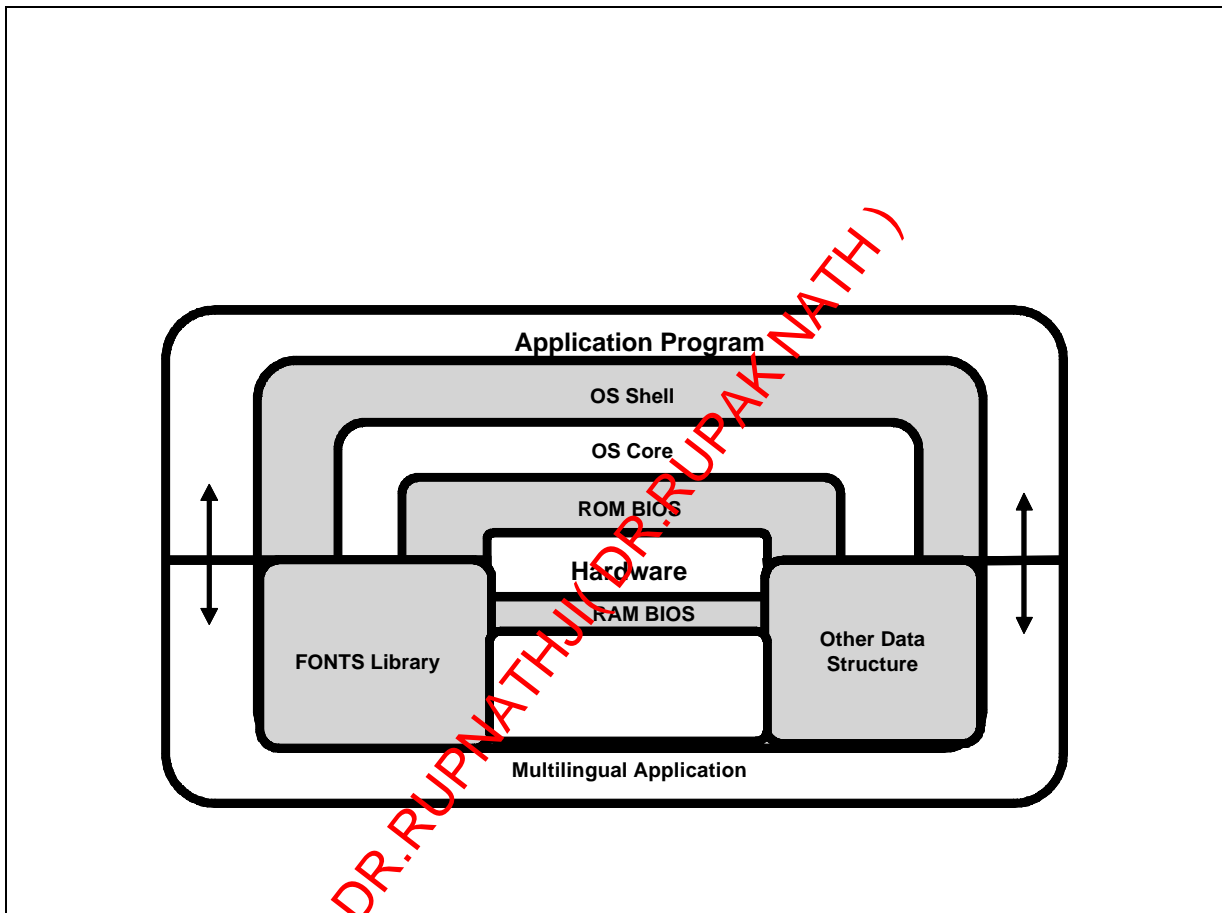 Application Program
OS Shell
OS Core
ROM BIOS
Hardware
RAM BIOS
FONTS Library
Other Data
Structure
Multilingual Application
DR.RUPNATHJI( DR.RUPAK NATH )